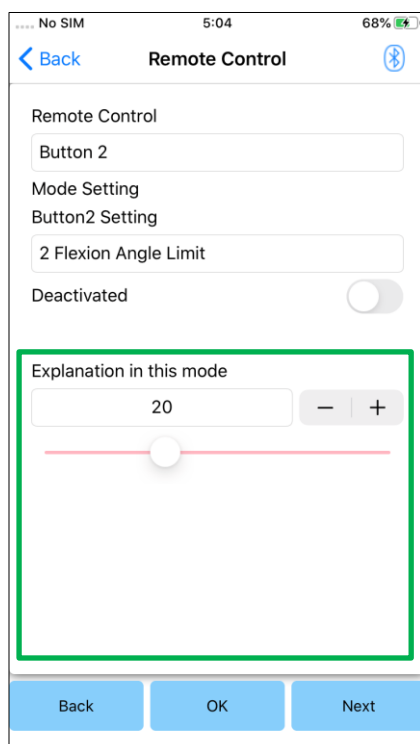 No SIM 5:04 68%
Back Remote Control
Remote Control
Button 2
Mode Setting
Button2 Setting
2 Flexion Angle Limit
Deactivated
Explanation in this mode
20 − +
Back OK Next